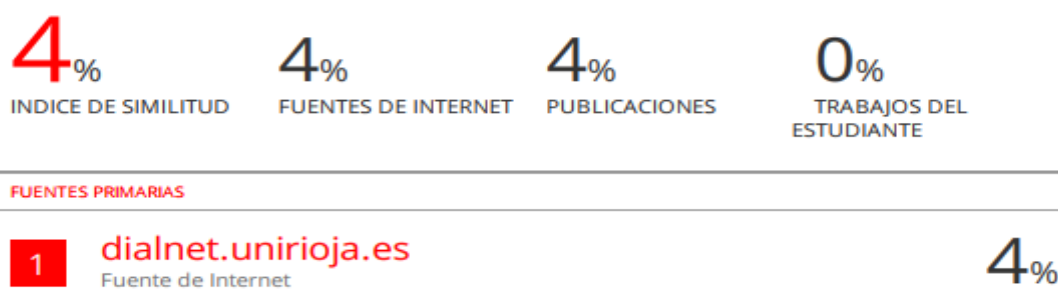 4% 4% 4% 0%
INDICE DE SIMILITUD FUENTES DE INTERNET PUBLICACIONES TRABAJOS DEL
ESTUDIANTE
FUENTES PRIMARIAS
1 dialnet.unirioja.es 4%
Fuente de Internet